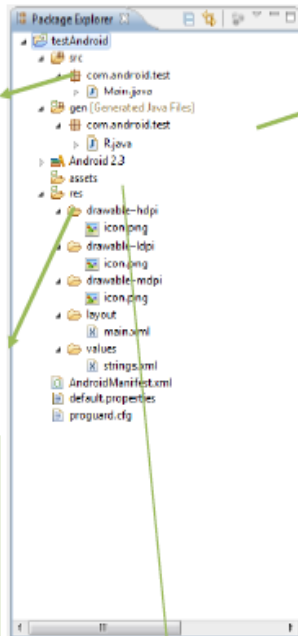 Package Explorer
testAndroid
src
com.android.test
Main.java
gen [Generated Java Files]
com.android.test
R.java
Android 2.3
assets
res
drawable-hdpi
icon.png
drawable-ldpi
icon.png
drawable-mdpi
icon.png
layout
main.xml
values
strings.xml
AndroidManifest.xml
default.properties
proguard.cfg